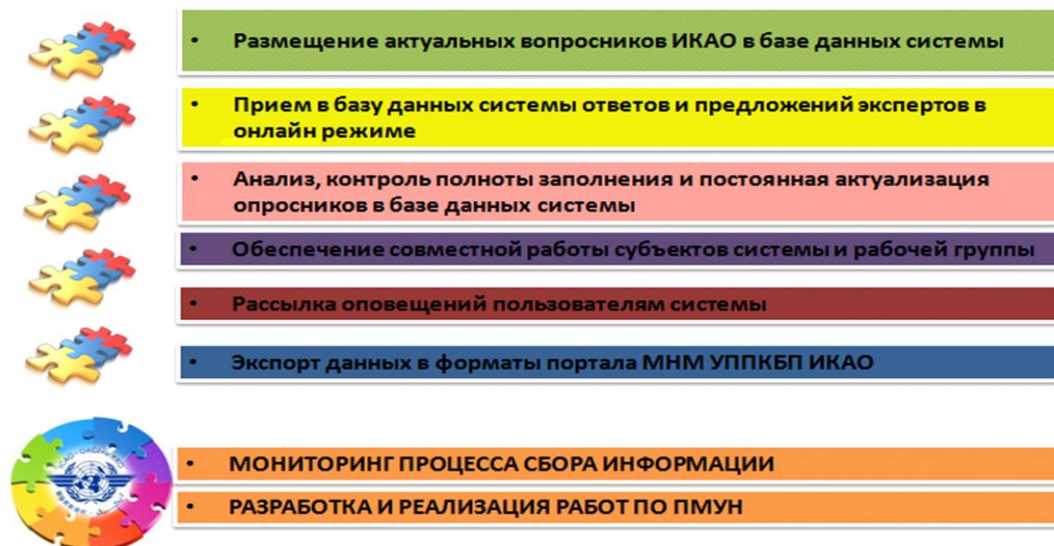 • Размещение актуальных вопросников ИКАО в базе данных системы
• Прием в базу данных системы ответов и предложений экспертов в
онлайн режиме
• Анализ, контроль полноты заполнения и постоянная актуализация
опросников в базе данных системы
• Обеспечение совместной работы субъектов системы и рабочей группы
• Рассылка оповещений пользователям системы
• Экспорт данных в форматы портала МНМ УППКБП ИКАО
• МОНИТОРИНГ ПРОЦЕССА СБОРА ИНФОРМАЦИИ
• РАЗРАБОТКА И РЕАЛИЗАЦИЯ РАБОТ ПО ПМУН